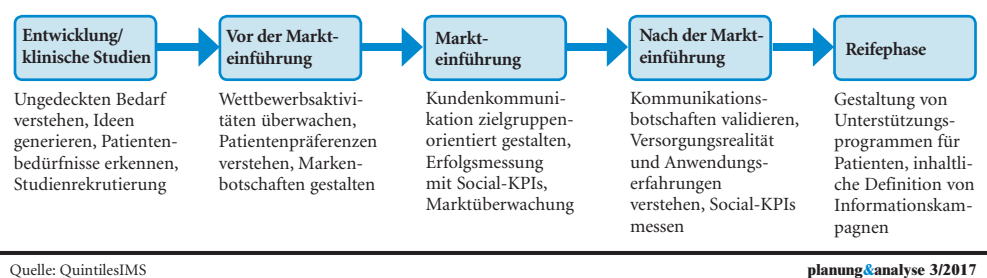 Entwicklung/
klinische Studien
Ungedeckten Bedarf
verstehen, Ideen
generieren, Patienten-
bedürfnisse erkennen,
Studienrekrutierung
Vor der Markt-
einführung
Wettbewerbsaktivi-
täten überwachen,
Patientenpräferenzen
verstehen, Marken-
botschaften gestalten
Markt-
einführung
Kundenkommuni-
kation zielgruppen-
orientiert gestalten,
Erfolgsmessung
mit Social-KPIs,
Marktüberwachung
Nach der Markt-
einführung
Kommunikations-
botschaften validieren,
Versorgungsrealität
und Anwendungs-
erfahrungen
verstehen, Social-KPIs
messen
Reifephase
Gestaltung von
Unterstützungs-
programmen für
Patienten, inhaltli-
che Definition von
Informationskam-
pagnen
Quelle: QuintilesIMS
planung&analyse 3/2017